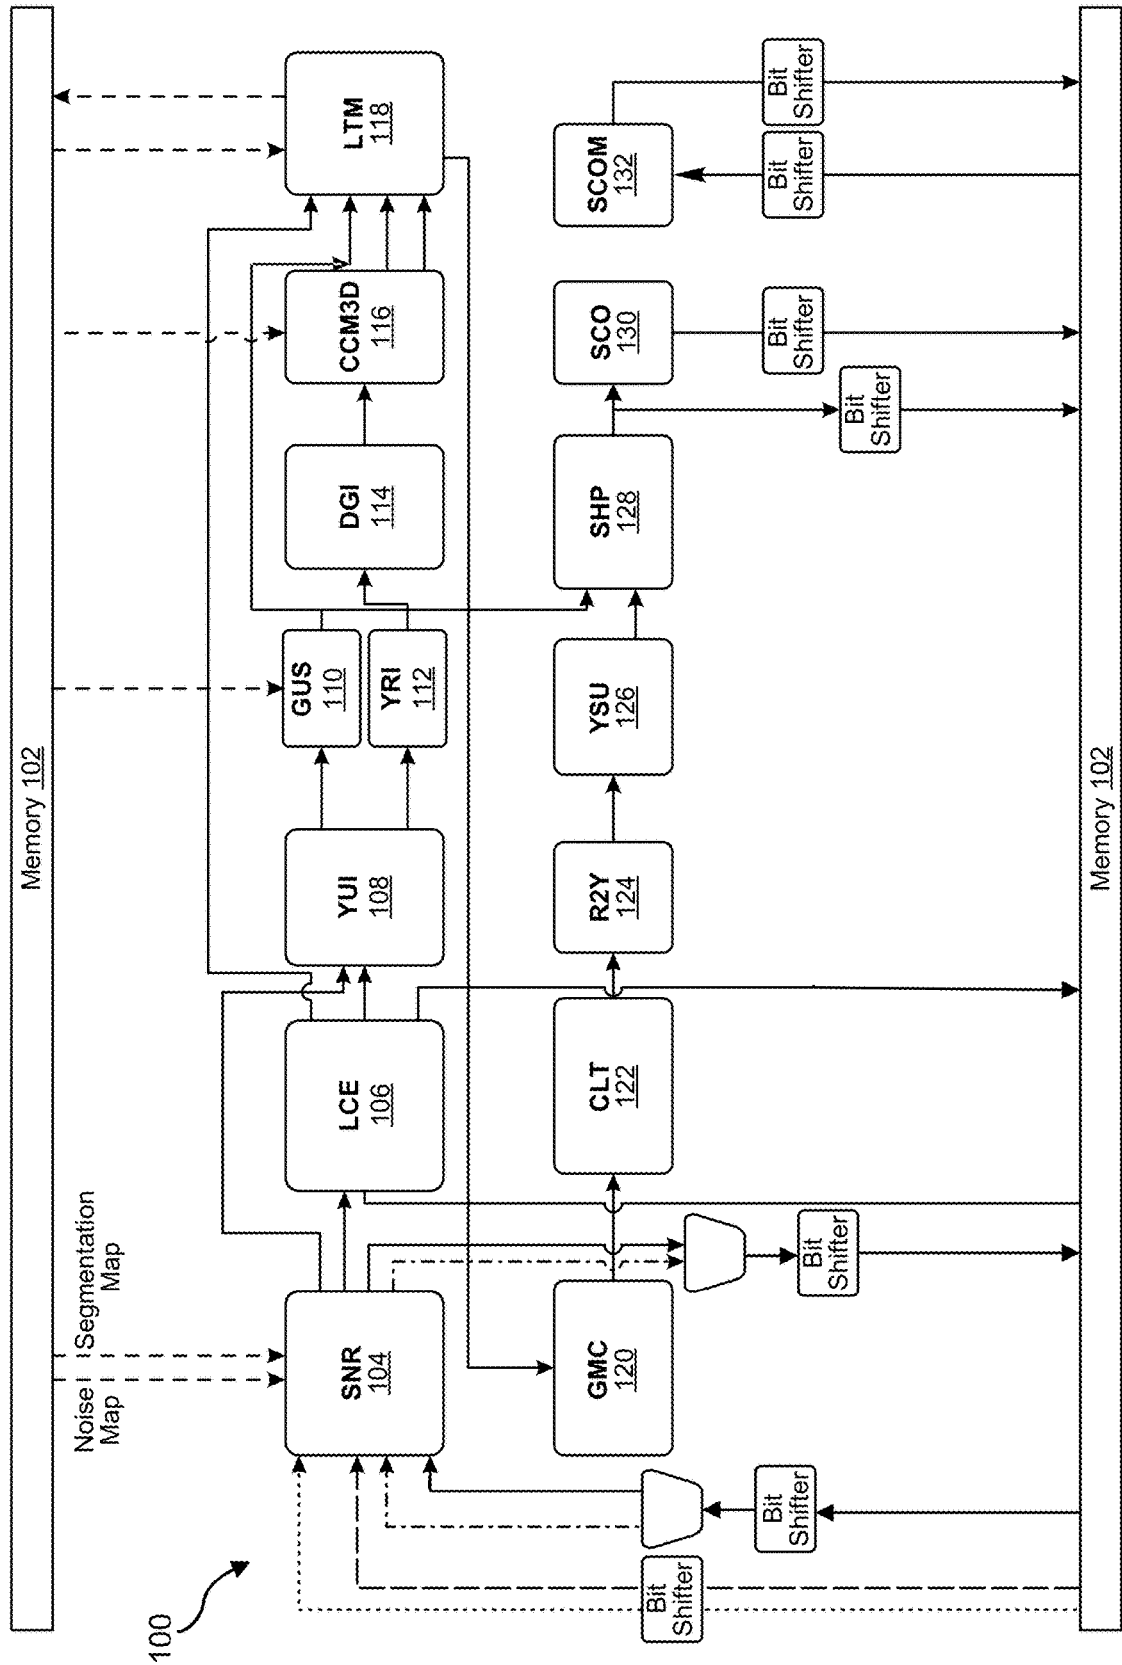 100
Memory 102
Noise
Map
Segmentation
Map
SNR
104
LCE
106
YUI
108
GUS
110
YRI
112
DGI
114
CCM3D
116
LTM
118
GMC
120
CLT
122
R2Y
124
YSU
126
SHP
128
SCO
130
SCOM
132
Bit
Shifter
Bit
Shifter
Bit
Shifter
Bit
Shifter
Bit
Shifter
Bit
Shifter
Bit
Shifter
Memory 102